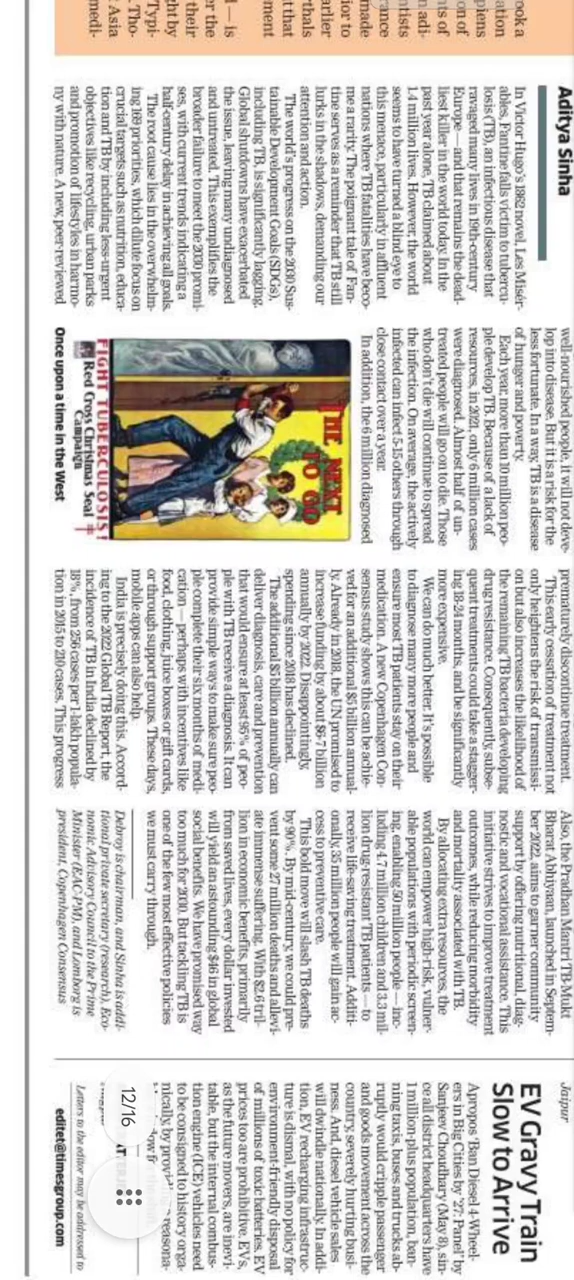 ook a
ation
piens
on of
ts of
n adi-
ntists
ance
made
ior to
arlier
rthals
t that
ment
l — is
er the
their
ght by
Typi-
Tho-
Asia
medi-
Aditya Sinha
In Victor Hugo's 1862 novel, Les Misér-
ables, Fantine falls victim to tubercu-
losis (TB), an infectious disease that
ravaged many lives in 19th-century
Europe — and that remains the dead-
liest killer in the world today. In the
past year alone, TB claimed about
1.4 million lives. However, the world
seems to have turned a blind eye to
this menace, particularly in affluent
nations where TB fatalities have beco-
me a rarity. The poignant tale of Fan-
tine serves as a reminder that TB still
lurks in the shadows, demanding our
attention and action.
The world's progress on the 2030 Sus-
tainable Development Goals (SDGs),
including TB, is significantly lagging.
Global shutdowns have exacerbated
the issue, leaving many undiagnosed
and untreated. This exemplifies the
broader failure to meet the 2030 promi-
ses, with current trends indicating a
half-century delay in achieving all goals.
The root cause lies in the overwhelm-
ing 169 priorities, which dilute focus on
crucial targets such as nutrition, educa-
tion and TB by including less-urgent
objectives like recycling, urban parks
and promotion of lifestyles in harmo-
ny with nature. A new, peer-reviewed
well-nourished people, it will not deve-
lop into disease. But it is a risk for the
less fortunate. In a way, TB is a disease
of hunger and poverty.
Each year, more than 10 million peo-
ple develop TB. Because of a lack of
resources, in 2021, only 6 million cases
were diagnosed. Almost half of un-
treated people will go on to die. Those
who don't die will continue to spread
the infection. On average, the actively
infected can infect 5-15 others through
close contact over a year.
In addition, the 6 million diagnosed
THE NEXT
TO GO
FIGHT TUBERCULOSIS!
Red Cross Christmas Seal
Campaign
Once upon a time in the West
prematurely discontinue treatment.
This early cessation of treatment not
only heightens the risk of transmissi-
on but also increases the likelihood of
the remaining TB bacteria developing
drug resistance. Consequently, subse-
quent treatments could take a stagger-
ing 18-24 months, and be significantly
more expensive.
We can do much better. It's possible
to diagnose many more people and
ensure most TB patients stay on their
medication. A new Copenhagen Con-
sensus study shows this can be achie-
ved for an additional $5 billion annual-
ly. Already in 2018, the UN promised to
increase funding by about $6-7 billion
annually by 2022. Disappointingly,
spending since 2018 has declined.
The additional $5 billion annually can
deliver diagnosis, care and prevention
that would ensure at least 95% of peo-
ple with TB receive a diagnosis. It can
provide simple ways to make sure peo-
ple complete their six months of medi-
cation — perhaps with incentives like
food, clothing, juice boxes or gift cards,
or through support groups. These days,
mobile apps can also help.
India is precisely doing this. Accord-
ing to the 2022 Global TB Report, the
incidence of TB in India declined by
18%, from 256 cases per 1 lakh popula-
tion in 2015 to 210 cases. This progress
Also, the Pradhan Mantri TB-Mukt
Bharat Abhiyaan, launched in Septem-
ber 2022, aims to garner community
support by offering nutritional, diag-
nostic and vocational assistance. This
initiative strives to improve treatment
outcomes, while reducing morbidity
and mortality associated with TB.
By allocating extra resources, the
world can empower high-risk, vulner-
able populations with periodic screen-
ing, enabling 50 million people — inc-
luding 4.7 million children and 3.3 mil-
lion drug-resistant TB patients — to
receive life-saving treatment. Additi-
onally, 35 million people will gain ac-
cess to preventive care.
This bold move will slash TB deaths
by 90%. By mid-century, we could pre-
vent some 27 million deaths and allevi-
ate immense suffering. With $2.6 tril-
lion in economic benefits, primarily
from saved lives, every dollar invested
will yield an astounding $46 in global
social benefits. We have promised way
too much for 2030. But tackling TB is
one of the few most effective policies
we must carry through.
Debroy is chairman, and Sinha is addi-
tional private secretary (research), Eco-
nomic Advisory Council to the Prime
Minister (EAC-PM), and Lomborg is
president, Copenhagen Consensus
Jaipur
EV Gravy Train
Slow to Arrive
Apropos 'Ban Diesel 4-Wheel-
ers in Big Cities by '27: Panel' by
Sanjeev Choudhary (May 8), sin-
ce all district headquarters have
1 million-plus population, ban-
ning taxis, buses and trucks ab-
ruptly would cripple passenger
and goods movement across the
country, severely hurting busi-
ness. And, diesel vehicle sales
will dwindle nationally. In addi-
tion, EV recharging infrastruc-
ture is dismal, with no policy for
environment-friendly disposal
of millions of toxic batteries. EV
prices too are prohibitive. EVs,
as the future movers, are inevi-
table, but the internal combus-
tion engine (ICE) vehicles need
to be consigned to history orga-
nically, by reasona-
12/16
Letters to the editor may be addressed to
editet@timesgroup.com